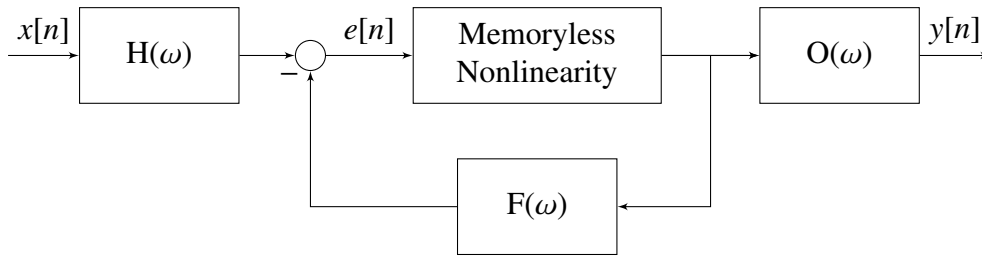 x[n]
H(ω)
−
e[n]
Memoryless
Nonlinearity
O(ω)
y[n]
F(ω)